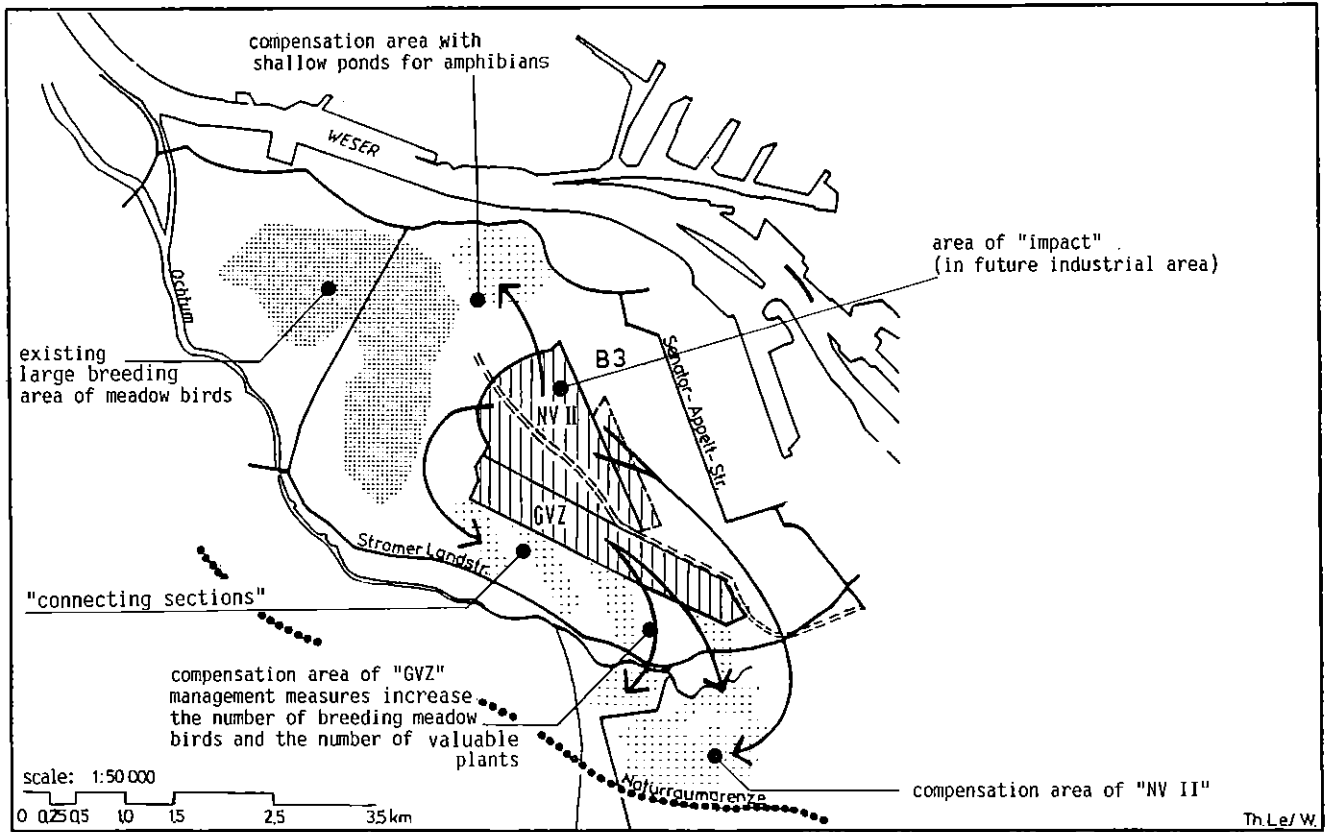 compensation area with
shallow ponds for amphibians
WESER
area of "impact"
(in future industrial area)
Ochtum
existing
large breeding
area of meadow birds
B3
Senator-Appelt-Str.
NV II
GVZ
Stromer Landstr.
"connecting sections"
compensation area of "GVZ"
management measures increase
the number of breeding meadow
birds and the number of valuable
plants
Naturraumgrenze
compensation area of "NV II"
scale: 1:50 000
0 0,25 0,5 1,0 1,5 2,5 3,5 km
Th.Le/ W.